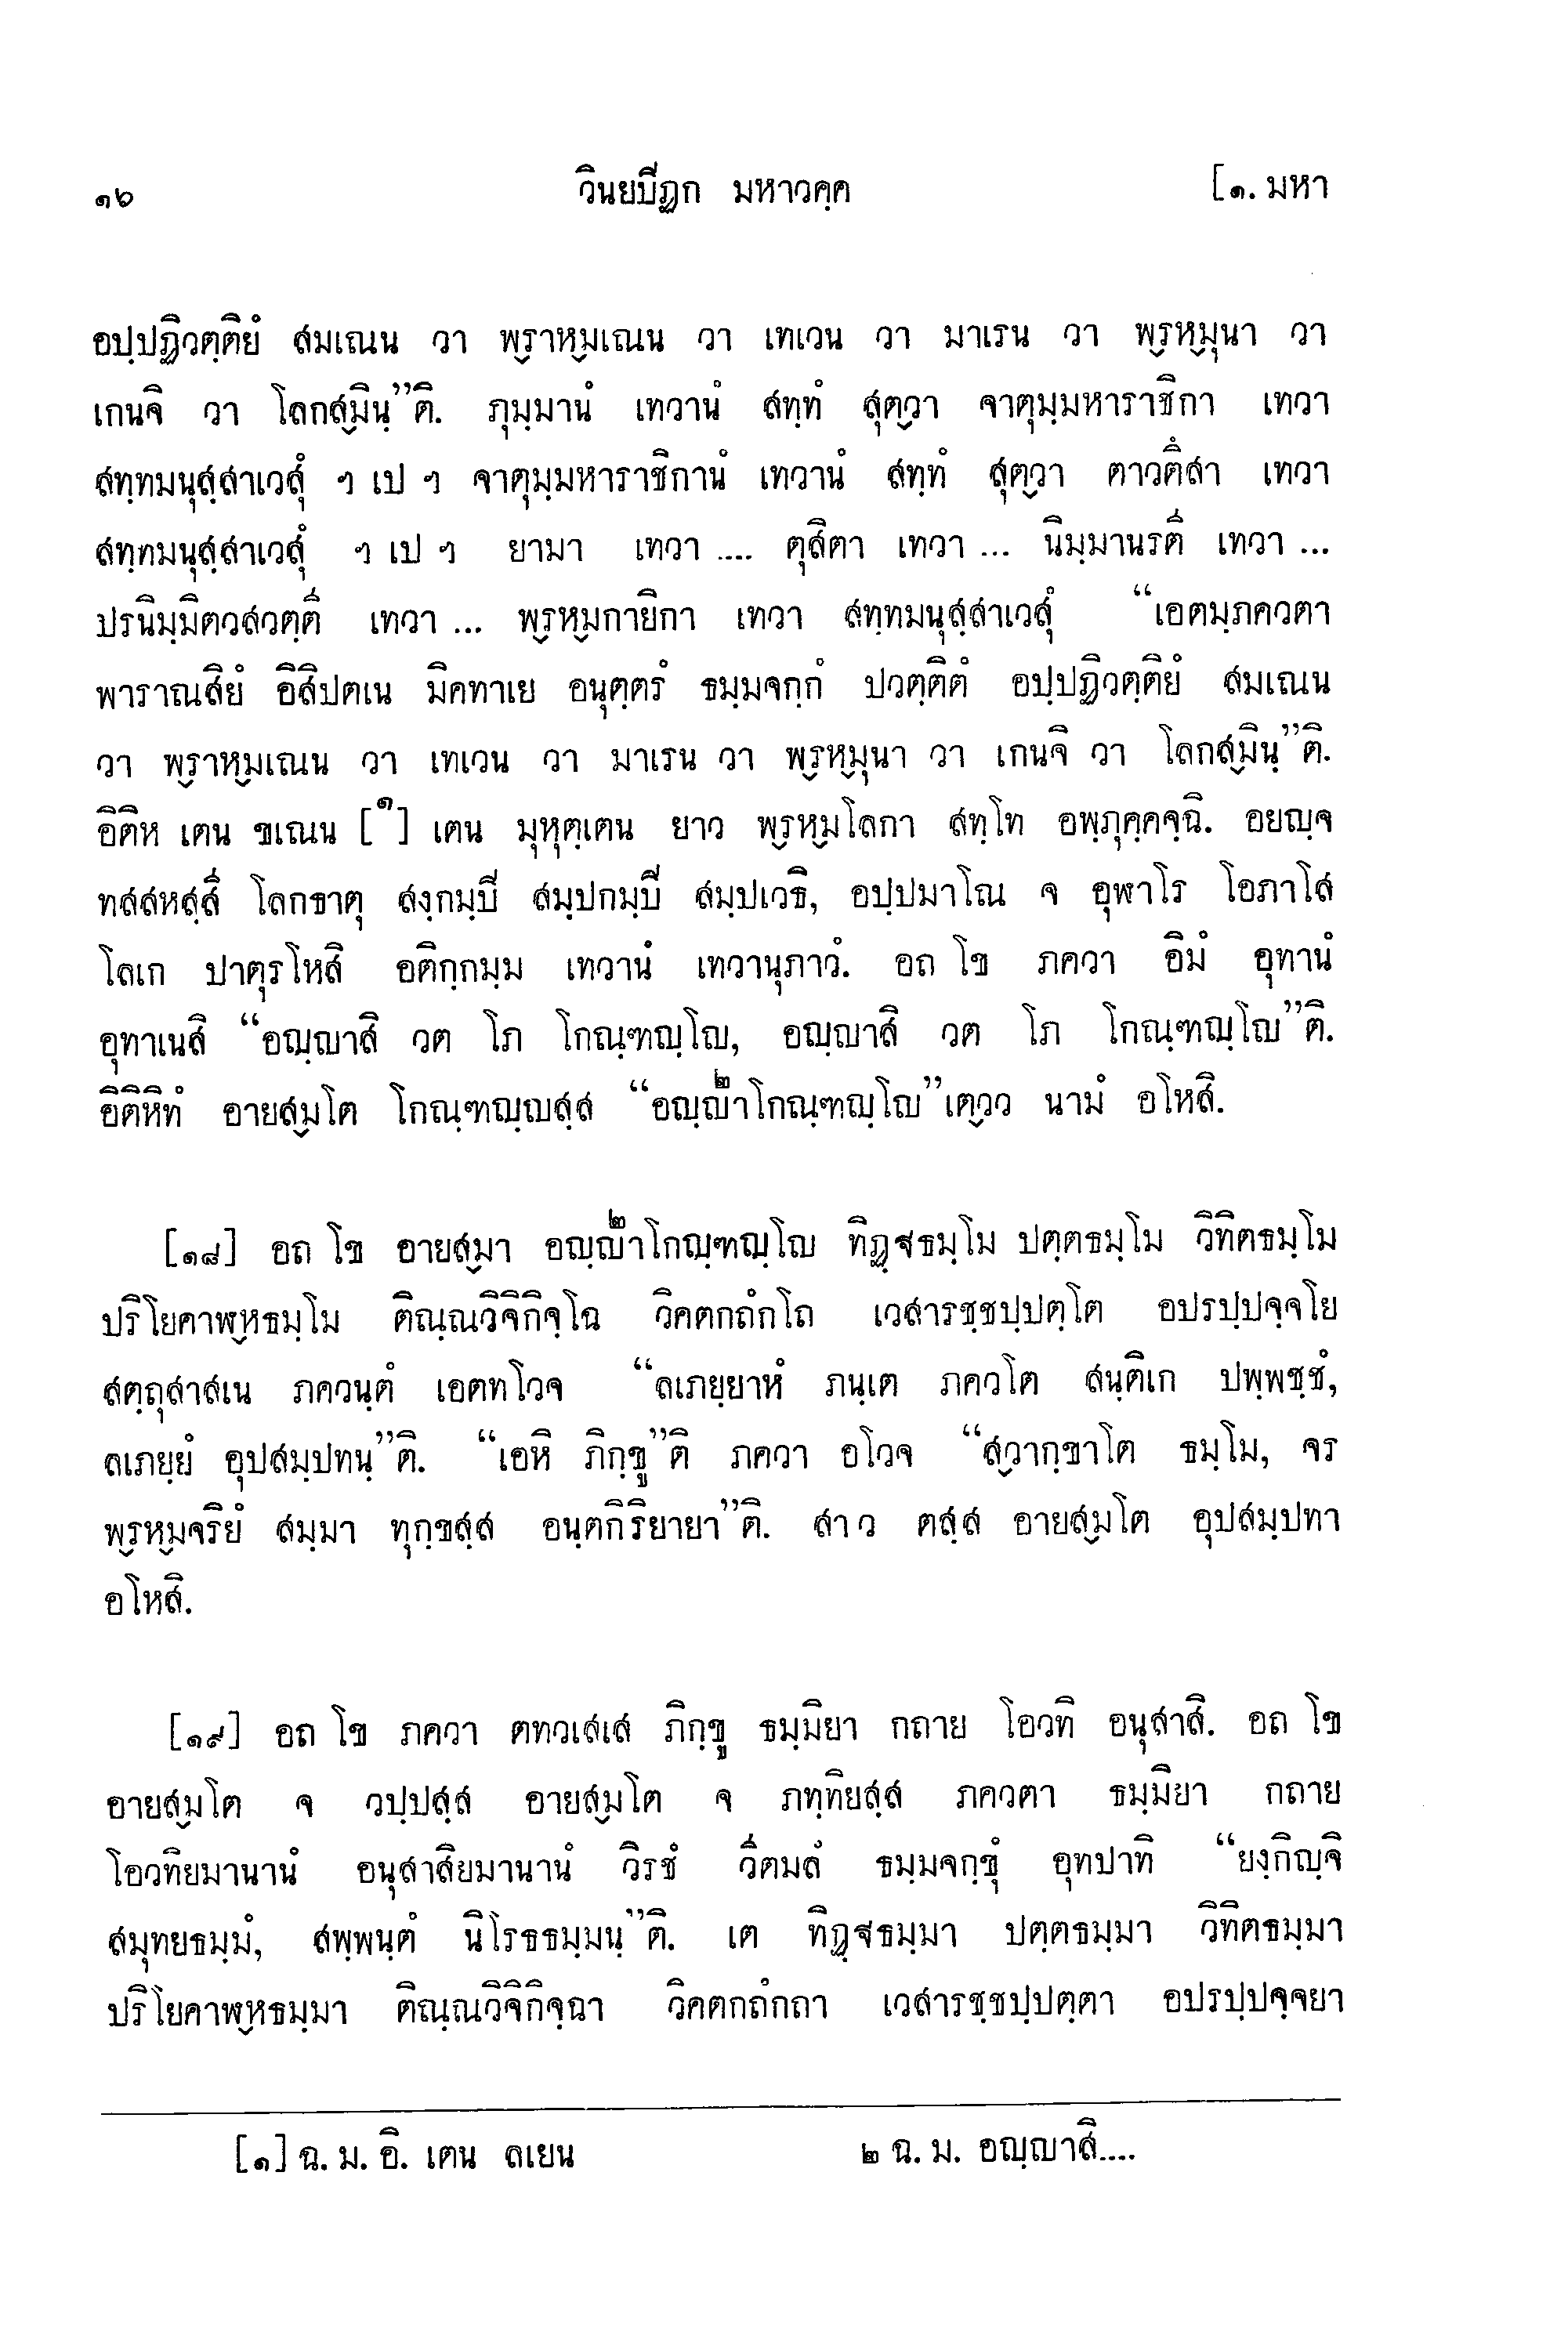 ๑๖ วินยปิฏก มหาวคฺค [๑. มหา
อปฺปฏิวตฺติยํ สมเณน วา พฺราหฺมเณน วา เทเวน วา มาเรน วา พฺรหฺมุนา วา
เกนจิ วา โลกสฺมินฺ”ติ. ภุมฺมานํ เทวานํ สทฺทํ สุตฺวา จาตุมฺมหาราชิกา เทวา
สทฺทมนุสฺสาเวสุํ ฯ เป ฯ จาตุมฺมหาราชิกานํ เทวานํ สทฺทํ สุตฺวา ตาวตึสา เทวา
สทฺทมนุสฺสาเวสุํ ฯ เป ฯ ยามา เทวา .... ตุสิตา เทวา ... นิมฺมานรตี เทวา ...
ปรนิมฺมิตวสวตฺตี เทวา ... พฺรหฺมกายิกา เทวา สทฺทมนุสฺสาเวสุํ “เอตมฺภควตา
พาราณสิยํ อิสิปตเน มิคทาเย อนุตฺตรํ ธมฺมจกฺกํ ปวตฺติตํ อปฺปฏิวตฺติยํ สมเณน
วา พฺราหฺมเณน วา เทเวน วา มาเรน วา พฺรหฺมุนา วา เกนจิ วา โลกสฺมินฺ”ติ.
อิติห เตน ขเณน [๑] เตน มุหุตฺเตน ยาว พฺรหฺมโลกา สทฺโท อพฺภุคฺคจฺฉิ. อยญฺจ
ทสสหสฺสี โลกธาตุ สงฺกมฺปิ สมฺปกมฺปิ สมฺปเวธิ, อปฺปมาโณ จ อุฬาโร โอภาโส
โลเก ปาตุรโหสิ อติกฺกมฺม เทวานํ เทวานุภาวํ. อถ โข ภควา อิมํ อุทานํ
อุทาเนสิ “อญฺญาสิ วต โภ โกณฺฑญฺโญ, อญฺญาสิ วต โภ โกณฺฑญฺโญ”ติ.
อิติหิทํ อายสฺมโต โกณฺฑญฺญสฺส “อญฺญา๒โกณฺฑญฺโญ”เตฺวว นามํ อโหสิ.
[๑๘] อถ โข อายสฺมา อญฺญา๒โกญฺฑญฺโญ ทิฏฺฐธมฺโม ปตฺตธมฺโม วิทิตธมฺโม
ปริโยคาฬฺหธมฺโม ติณฺณวิจิกิจฺโฉ วิคตกถํกโถ เวสารชฺชปฺปตฺโต อปรปฺปจฺจโย
สตฺถุสาสเน ภควนฺตํ เอตทโวจ “ลเภยฺยาหํ ภนฺเต ภควโต สนฺติเก ปพฺพชฺชํ,
ลเภยฺยํ อุปสมฺปทนฺ”ติ. “เอหิ ภิกฺขู”ติ ภควา อโวจ “สฺวากฺขาโต ธมฺโม, จร
พฺรหฺมจริยํ สมฺมา ทุกฺขสฺส อนฺตกิริยายา”ติ. สา ว ตสฺส อายสฺมโต อุปสมฺปทา
อโหสิ.
[๑๙] อถ โข ภควา ตทวเสเส ภิกฺขู ธมฺมิยา กถาย โอวทิ อนุสาสิ. อถ โข
อายสฺมโต จ วปฺปสฺส อายสฺมโต จ ภทฺทิยสฺส ภควตา ธมฺมิยา กถาย
โอวทิยมานานํ อนุสาสิยมานานํ วิรชํ วีตมลํ ธมฺมจกฺขุํ อุทปาทิ “ยงฺกิญฺจิ
สมุทยธมฺมํ, สพฺพนฺตํ นิโรธธมฺมนฺ”ติ. เต ทิฏฺฐธมฺมา ปตฺตธมฺมา วิทิตธมฺมา
ปริโยคาฬฺหธมฺมา ติณฺณวิจิกิจฺฉา วิคตกถํกถา เวสารชฺชปฺปตฺตา อปรปฺปจฺจยา
[๑] ฉ. ม. อิ. เตน ลเยน ๒ ฉ. ม. อญฺญาสิ....